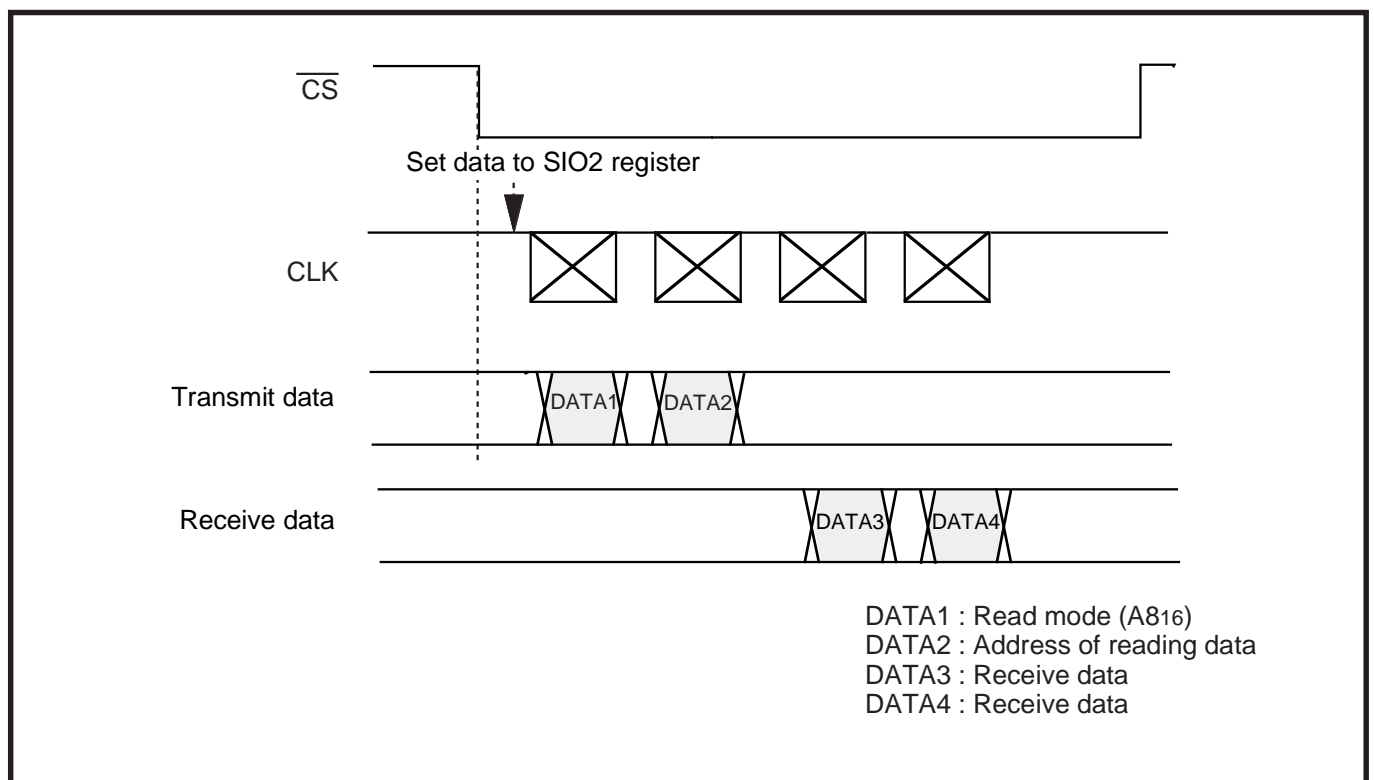 CS
Set data to SIO2 register
CLK
Transmit data
DATA1 DATA2
Receive data
DATA3 DATA4
DATA1 : Read mode (A816)
DATA2 : Address of reading data
DATA3 : Receive data
DATA4 : Receive data